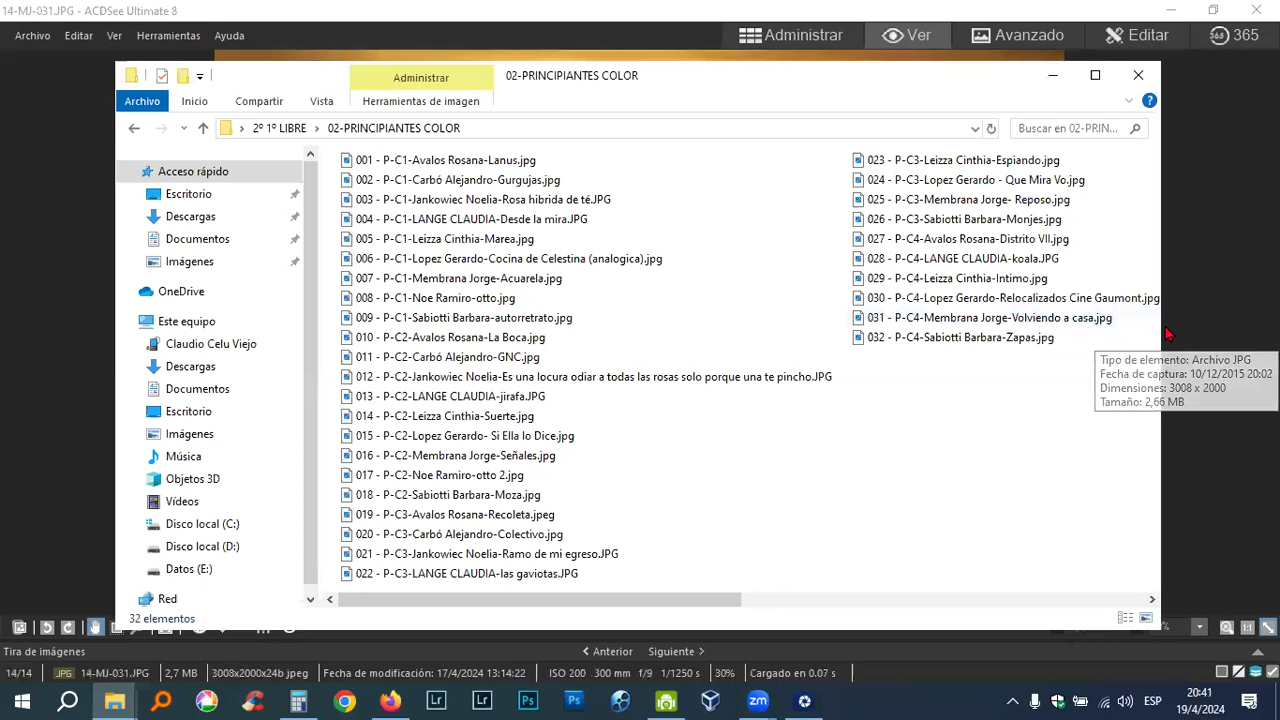 14-MJ-031.JPG - ACDSee Ultimate 8
Archivo Editar Ver Herramientas Ayuda
Administrar Ver Avanzado Editar 365
Administrar 02-PRINCIPIANTES COLOR
Archivo Inicio Compartir Vista Herramientas de imagen
2º 1º LIBRE > 02-PRINCIPIANTES COLOR
Buscar en 02-PRIN...
Acceso rápido
Escritorio
Descargas
Documentos
Imágenes
OneDrive
Este equipo
Claudio Celu Viejo
Descargas
Documentos
Escritorio
Imágenes
Música
Objetos 3D
Vídeos
Disco local (C:)
Disco local (D:)
Datos (E:)
Red
32 elementos
001 - P-C1-Avalos Rosana-Lanus.jpg
002 - P-C1-Carbó Alejandro-Gurgujas.jpg
003 - P-C1-Jankowiec Noelia-Rosa hibrida de té.JPG
004 - P-C1-LANGE CLAUDIA-Desde la mira.JPG
005 - P-C1-Leizza Cinthia-Marea.jpg
006 - P-C1-Lopez Gerardo-Cocina de Celestina (analogica).jpg
007 - P-C1-Membrana Jorge-Acuarela.jpg
008 - P-C1-Noe Ramiro-otto.jpg
009 - P-C1-Sabiotti Barbara-autorretrato.jpg
010 - P-C2-Avalos Rosana-La Boca.jpg
011 - P-C2-Carbó Alejandro-GNC.jpg
012 - P-C2-Jankowiec Noelia-Es una locura odiar a todas las rosas solo porque una te pincho.JPG
013 - P-C2-LANGE CLAUDIA-jirafa.JPG
014 - P-C2-Leizza Cinthia-Suerte.jpg
015 - P-C2-Lopez Gerardo- Si Ella lo Dice.jpg
016 - P-C2-Membrana Jorge-Señales.jpg
017 - P-C2-Noe Ramiro-otto 2.jpg
018 - P-C2-Sabiotti Barbara-Moza.jpg
019 - P-C3-Avalos Rosana-Recoleta.jpeg
020 - P-C3-Carbó Alejandro-Colectivo.jpg
021 - P-C3-Jankowiec Noelia-Ramo de mi egreso.JPG
022 - P-C3-LANGE CLAUDIA-las gaviotas.JPG
023 - P-C3-Leizza Cinthia-Espiando.jpg
024 - P-C3-Lopez Gerardo - Que Mira Vo.jpg
025 - P-C3-Membrana Jorge- Reposo.jpg
026 - P-C3-Sabiotti Barbara-Monjes.jpg
027 - P-C4-Avalos Rosana-Distrito VII.jpg
028 - P-C4-LANGE CLAUDIA-koala.JPG
029 - P-C4-Leizza Cinthia-Intimo.jpg
030 - P-C4-Lopez Gerardo-Relocalizados Cine Gaumont.jpg
031 - P-C4-Membrana Jorge-Volviendo a casa.jpg
032 - P-C4-Sabiotti Barbara-Zapas.jpg
Tipo de elemento: Archivo JPG
Fecha de captura: 10/12/2015 20:02
Dimensiones: 3008 x 2000
Tamaño: 2,66 MB
Tira de imágenes
Anterior Siguiente
14/14 JPG 14-MJ-031.JPG 2,7 MB 3008x2000x24b jpeg Fecha de modificación: 17/4/2024 13:14:22 ISO 200 300 mm f/9 1/1250 s 30% Cargado en 0.07 s
ESP
20:41
19/4/2024